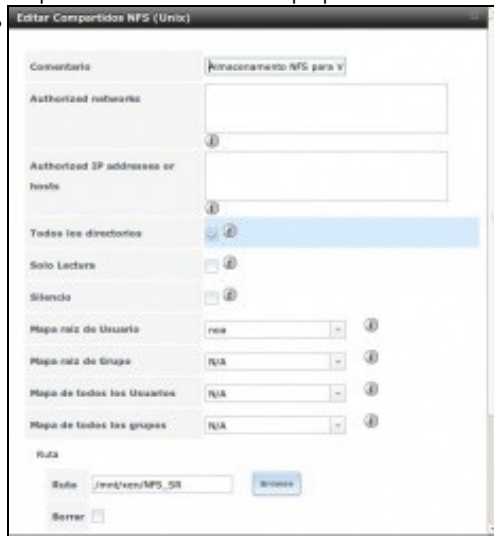 Editar Compartidos NFS (Unix)
Comentario
Almacenamiento NFS para V
Authorized networks
Authorized IP addresses or
hosts
Todos los directorios
Solo Lectura
Silencio
Mapa raiz de Usuario
N/A
Mapa raiz de Grupo
N/A
Mapa de todos los Usuarios
N/A
Mapa de todos los grupos
Ruta
Ruta
/mnt/xen/NFS_SR
Browse
Borrar